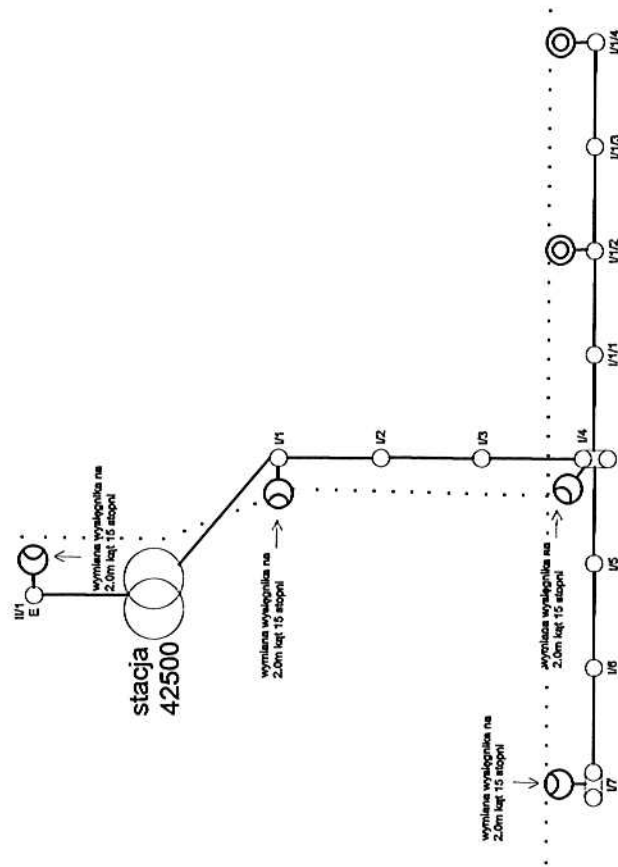 II/1
E
wymiana wysięgnika na
2.0m kąt 15 stopni
stacja
42500
I/1
wymiana wysięgnika na
2.0m kąt 15 stopni
I/2
I/3
I/4
wymiana wysięgnika na
2.0m kąt 15 stopni
I/1/1
I/1/2
I/1/3
I/1/4
I/5
I/6
I/7
wymiana wysięgnika na
2.0m kąt 15 stopni